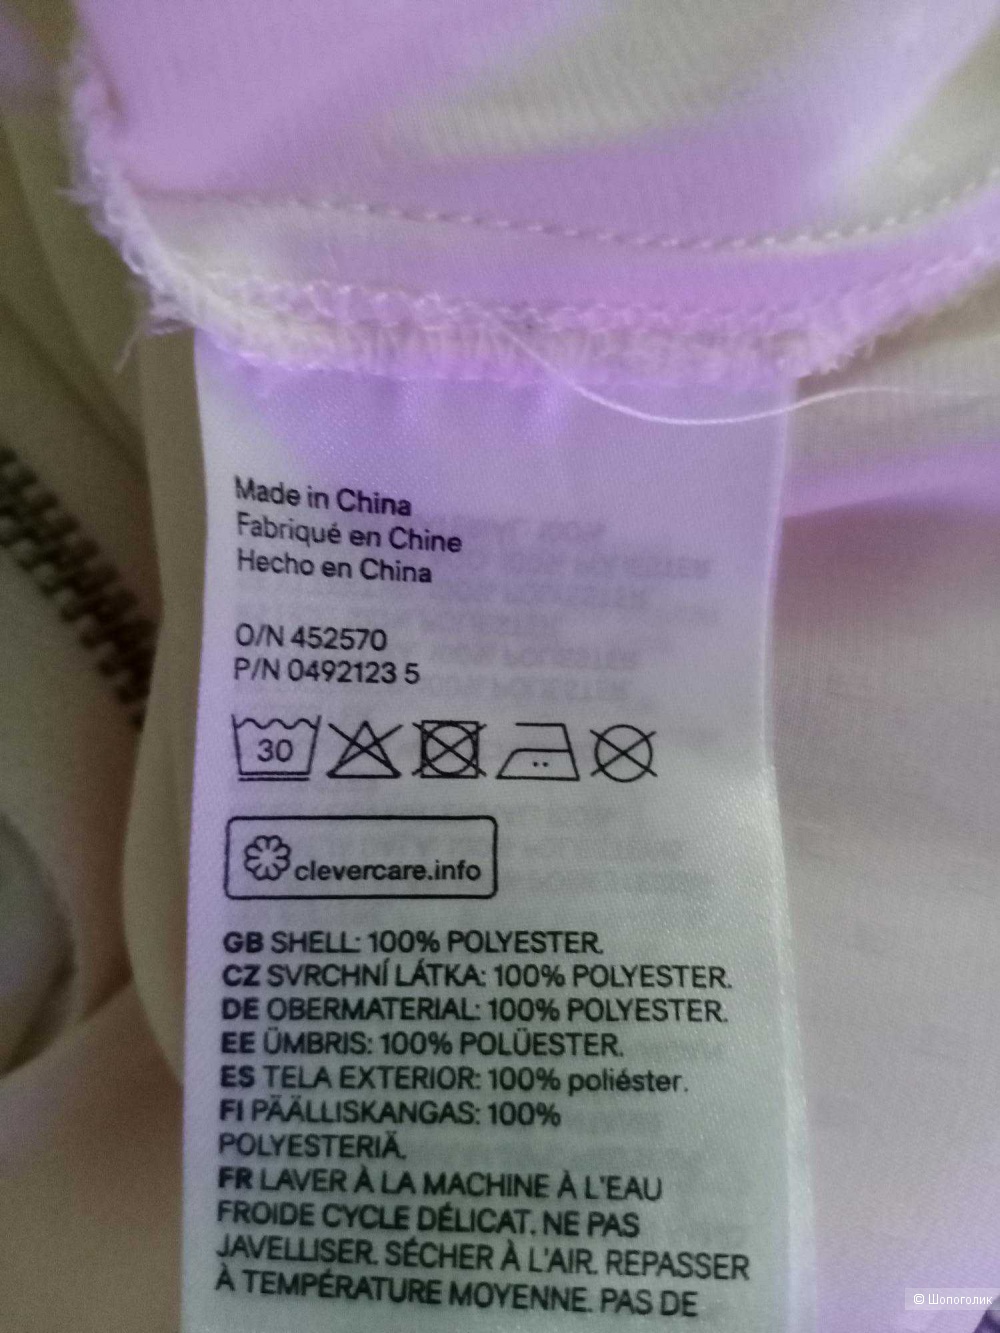 Made in China
Fabriqué en Chine
Hecho en China
O/N 452570
P/N 0492123 5
30
clevercare.info
GB SHELL: 100% POLYESTER.
CZ SVRCHNÍ LÁTKA: 100% POLYESTER.
DE OBERMATERIAL: 100% POLYESTER.
EE ÜMBRIS: 100% POLÜESTER.
ES TELA EXTERIOR: 100% poliéster.
FI PÄÄLLISKANGAS: 100%
POLYESTERIÄ.
FR LAVER À LA MACHINE À L'EAU
FROIDE CYCLE DÉLICAT. NE PAS
JAVELLISER. SÉCHER À L'AIR. REPASSER
À TEMPÉRATURE MOYENNE. PAS DE
© Шопоголик